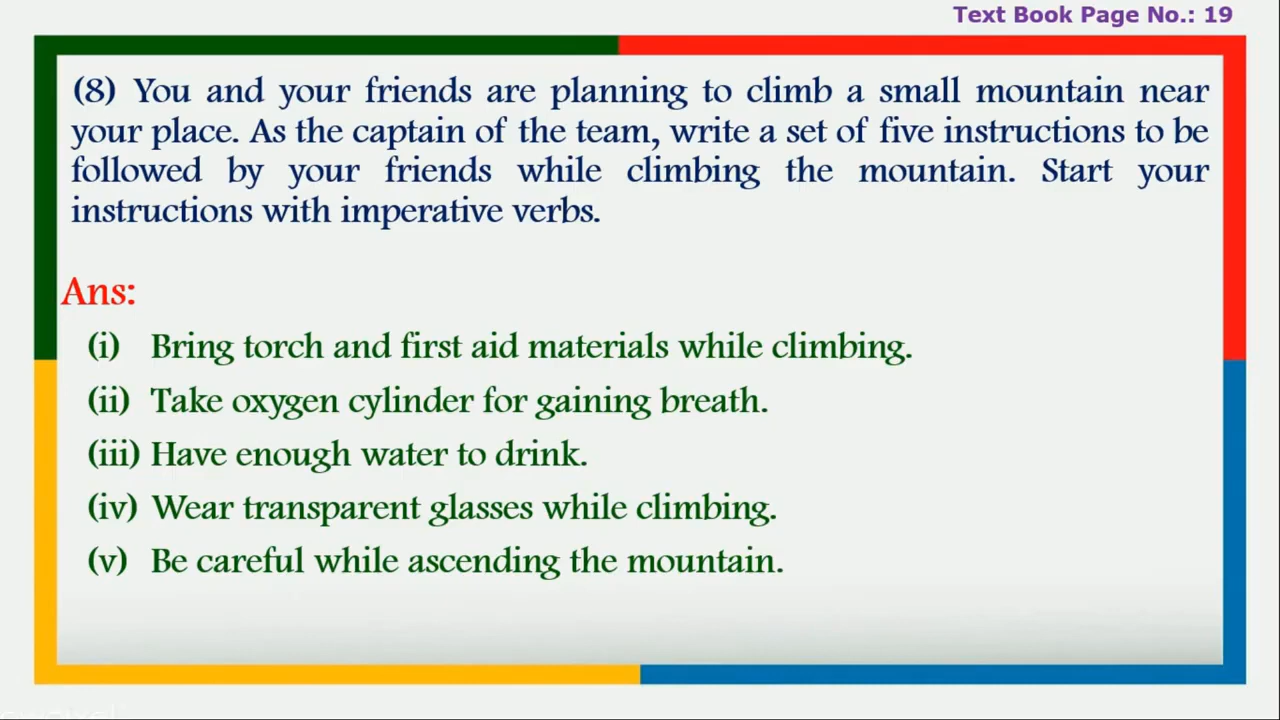 Text Book Page No.: 19
(8) You and your friends are planning to climb a small mountain near
your place. As the captain of the team, write a set of five instructions to be
followed by your friends while climbing the mountain. Start your
instructions with imperative verbs.
Ans:
(i) Bring torch and first aid materials while climbing.
(ii) Take oxygen cylinder for gaining breath.
(iii) Have enough water to drink.
(iv) Wear transparent glasses while climbing.
(v) Be careful while ascending the mountain.